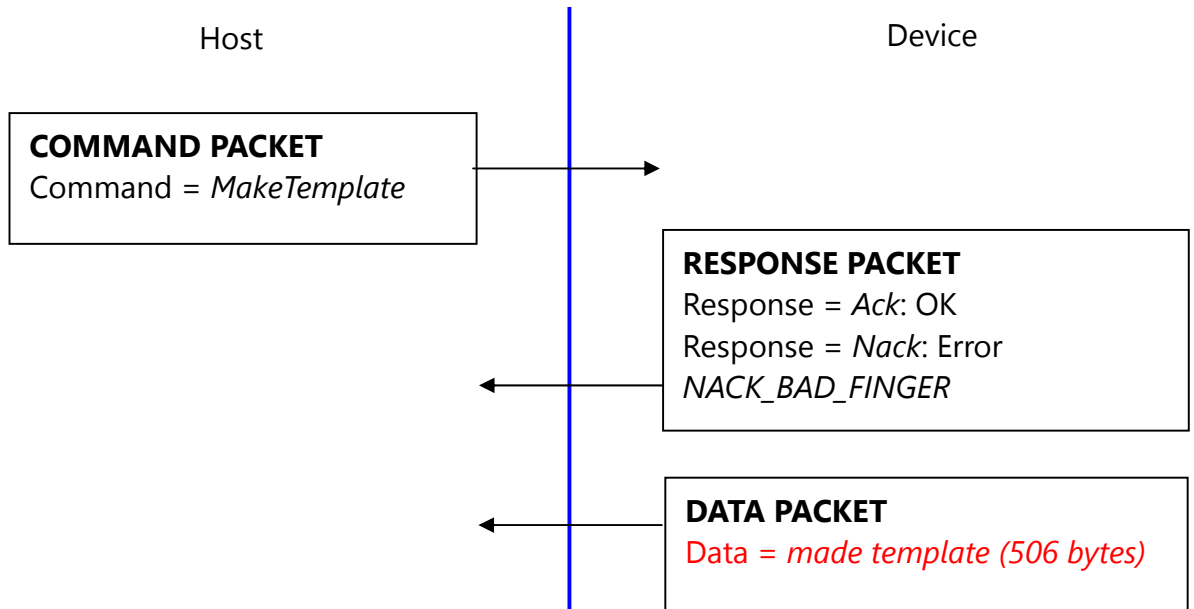 Host
Device
COMMAND PACKET
Command = MakeTemplate
RESPONSE PACKET
Response = Ack: OK
Response = Nack: Error
NACK_BAD_FINGER
DATA PACKET
Data = made template (506 bytes)